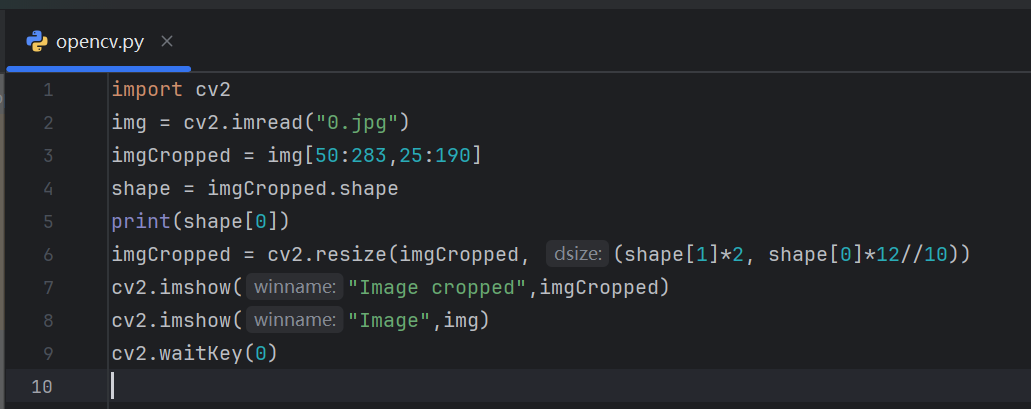 opencv.py
1 import cv2
2 img = cv2.imread("0.jpg")
3 imgCropped = img[50:283,25:190]
4 shape = imgCropped.shape
5 print(shape[0])
6 imgCropped = cv2.resize(imgCropped, dsize: (shape[1]*2, shape[0]*12//10))
7 cv2.imshow( winname: "Image cropped",imgCropped)
8 cv2.imshow( winname: "Image",img)
9 cv2.waitKey(0)
10